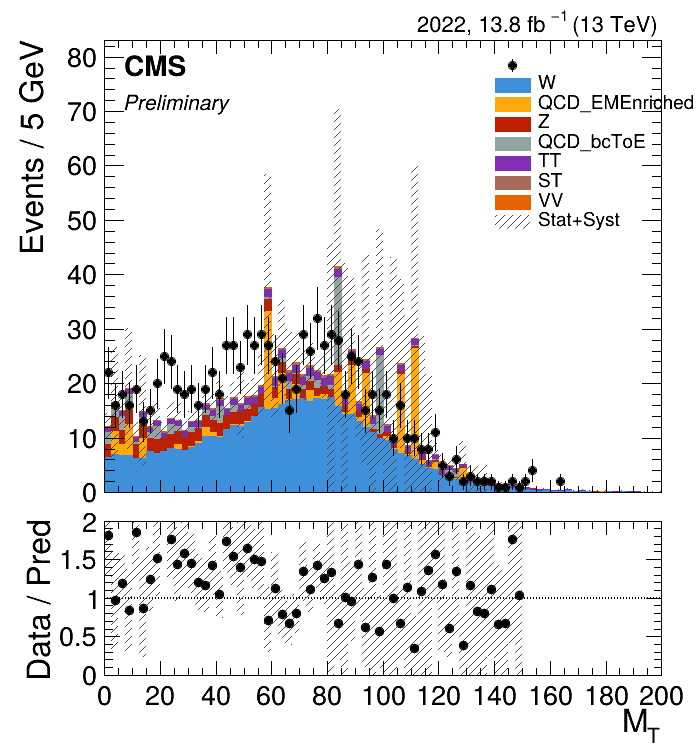 2022, 13.8 fb⁻¹ (13 TeV)
CMS
Preliminary
W
QCD_EMEnriched
Z
QCD_bcToE
TT
ST
VV
Stat+Syst
Events / 5 GeV
80
70
60
50
40
30
20
10
0
Data / Pred
2
1.5
1
0.5
0
0 20 40 60 80 100 120 140 160 180 200
M_T